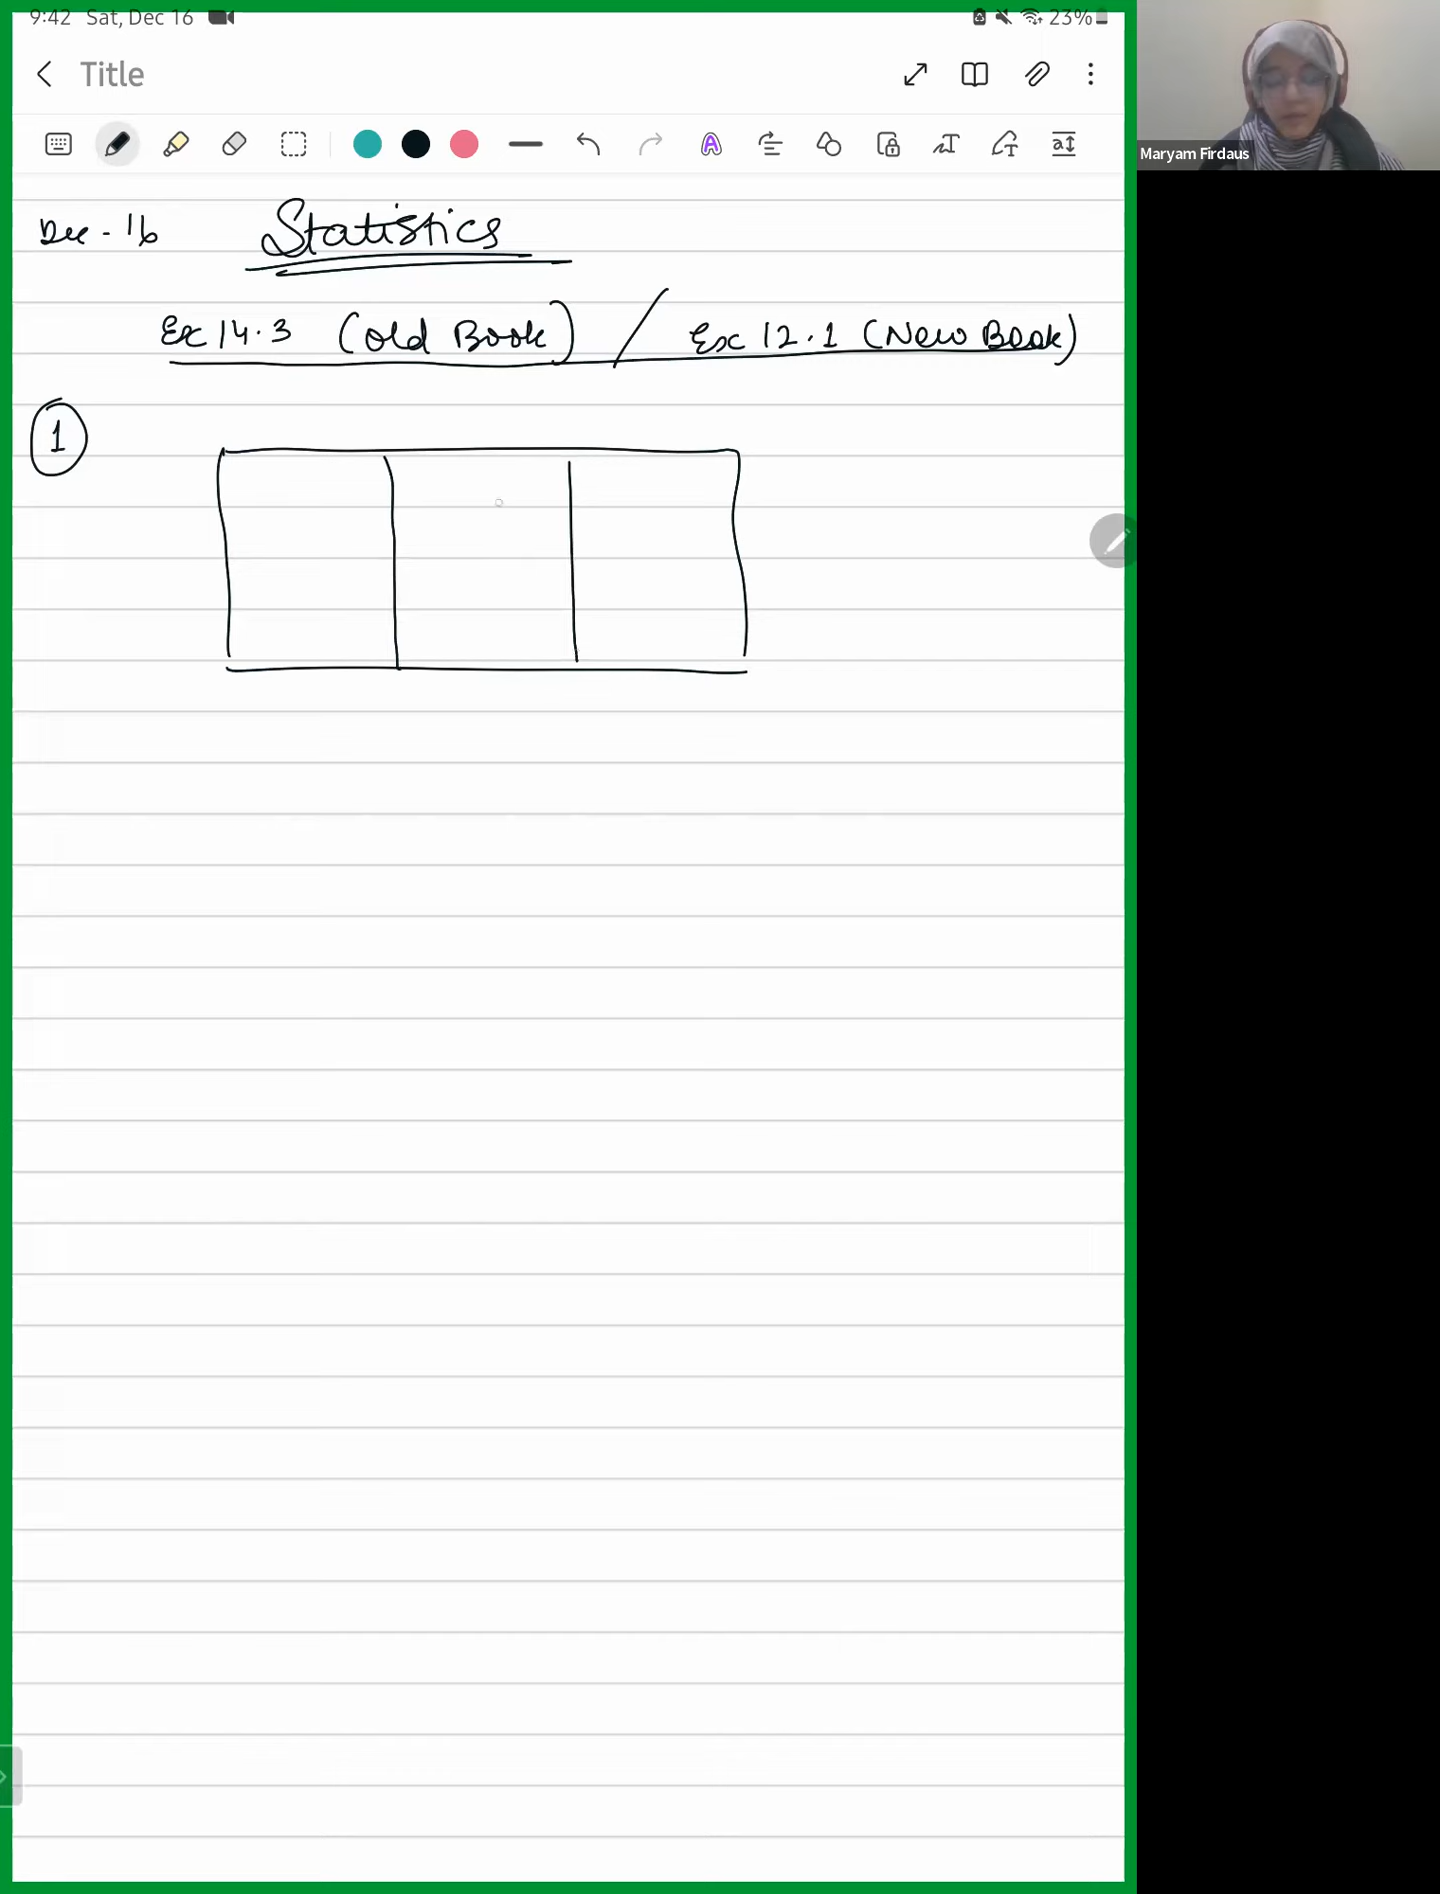 9:42 Sat, Dec 16 23%
Title
Maryam Firdaus
Dec - 16 Statistics
Ex 14.3 (Old Book) / Ex 12.1 (New Book)
1